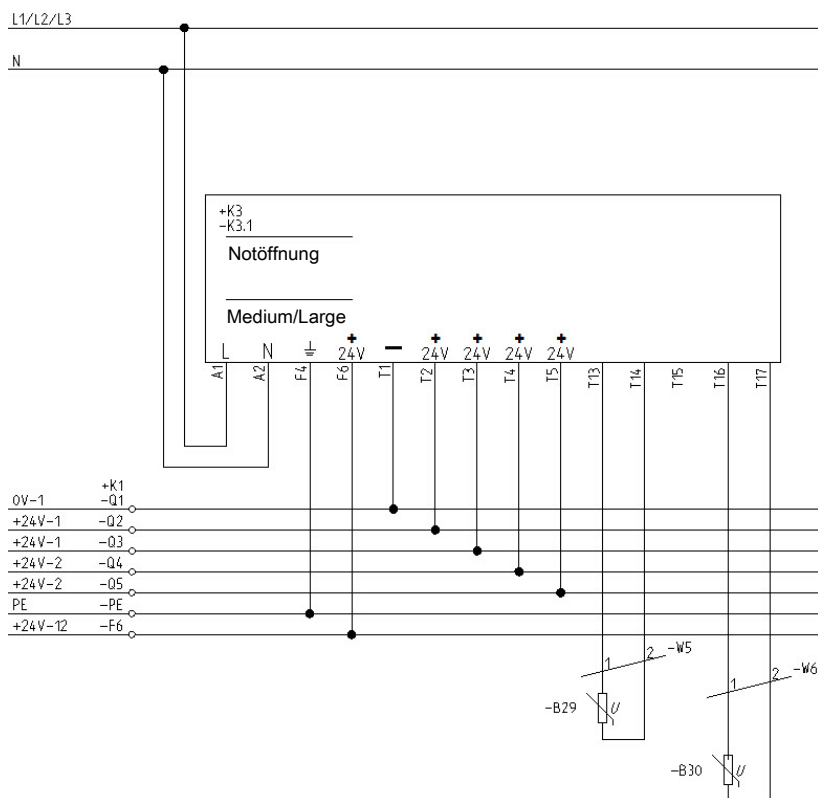 L1/L2/L3
N
+K3
-K3.1
Notöffnung
Medium/Large
+ + + + +
L N 24V - 24V 24V 24V 24V
A1 A2 F4 F6 T1 T2 T3 T4 T5 T13 T14 T15 T16 T17
+K1
0V-1 -Q1
+24V-1 -Q2
+24V-1 -Q3
+24V-2 -Q4
+24V-2 -Q5
PE -PE
+24V-12 -F6
1 2 -W5
1 2 -W6
-B29 U
-B30 U